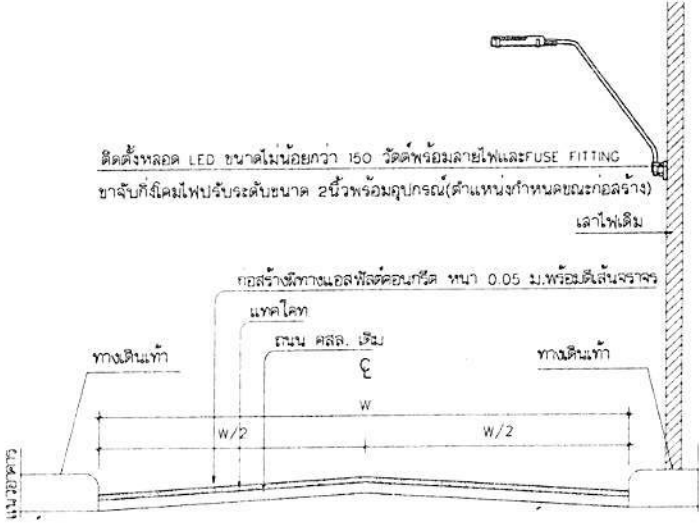 ติดตั้งหลอด LED ขนาดไม่น้อยกว่า 150 วัตต์พร้อมสายไฟและFUSE FITTING
ขาจับกิ่งโคมไฟปรับระดับขนาด 2นิ้วพร้อมอุปกรณ์(ตำแหน่งกำหนดขณะก่อสร้าง)
เสาไฟเดิม
ก่อสร้างผิวทางแอสฟัลต์คอนกรีต หนา 0.05 ม.พร้อมตีเส้นจราจร
แทคโคท
ถนน คสล. เดิม
ทางเดินเท้า
℄
ทางเดินเท้า
W
W/2
W/2
แนวอาคาร